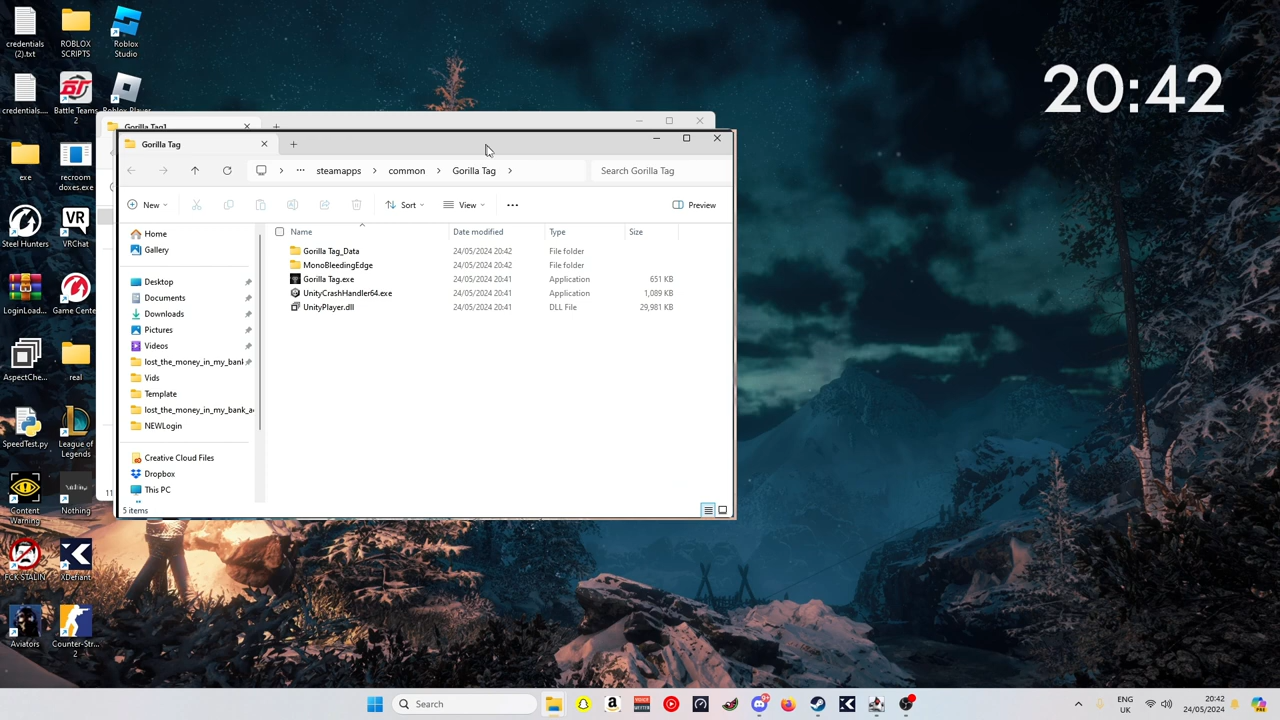 credentials
(2).txt
ROBLOX
SCRIPTS
Roblox
Studio
credentials....
Battle Teams
2
Roblox Player
exe
recroom
doxes.exe
Steel Hunters
VRChat
LoginLoad...
Game Center
AspectChe...
real
SpeedTest.py
League of
Legends
Content
Warning
Nothing
FCK STALIN
XDefiant
Aviators
Counter-Str...
2
20:42
Gorilla Tag1
Gorilla Tag
steamapps
common
Gorilla Tag
Search Gorilla Tag
New
Sort
View
Preview
Name
Date modified
Type
Size
Gorilla Tag_Data 24/05/2024 20:42 File folder
MonoBleedingEdge 24/05/2024 20:42 File folder
Gorilla Tag.exe 24/05/2024 20:41 Application 651 KB
UnityCrashHandler64.exe 24/05/2024 20:41 Application 1,089 KB
UnityPlayer.dll 24/05/2024 20:41 DLL File 29,981 KB
Home
Gallery
Desktop
Documents
Downloads
Pictures
Videos
lost_the_money_in_my_bank
Vids
Template
lost_the_money_in_my_bank_a
NEWLogin
Creative Cloud Files
Dropbox
This PC
5 items
11
Search
9+
ENG
UK
20:42
24/05/2024